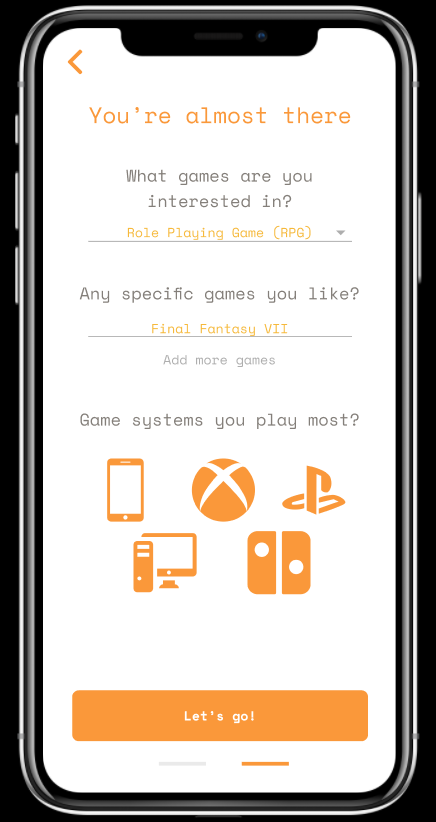 You're almost there
What games are you
interested in?
Role Playing Game (RPG)
Any specific games you like?
Final Fantasy VII
Add more games
Game systems you play most?
Let's go!